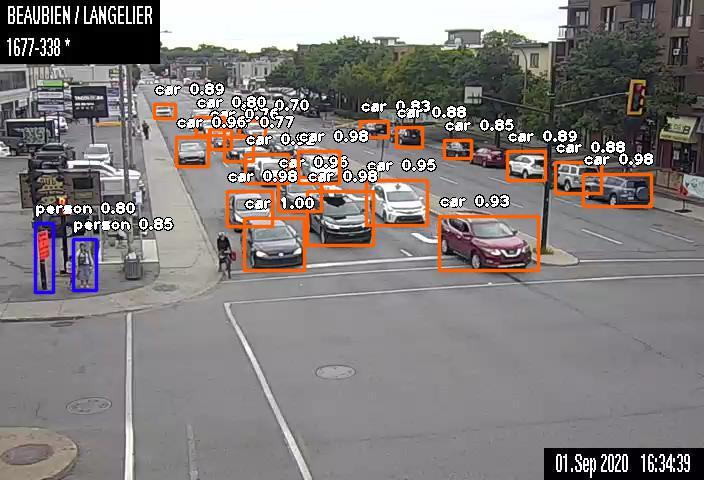 BEAUBIEN / LANGELIER
1677-338 *
car 0.89
car 0.80
0.70
car 0.83
car 0.88
car 0.96
0.77
car 0.98
car 0.85
car 0.89
car 0.88
car 0.98
0.96
car 0.95
car 0.98
car 0.98
car 1.00
car 0.93
person 0.80
person 0.85
01.Sep 2020 16:34:39